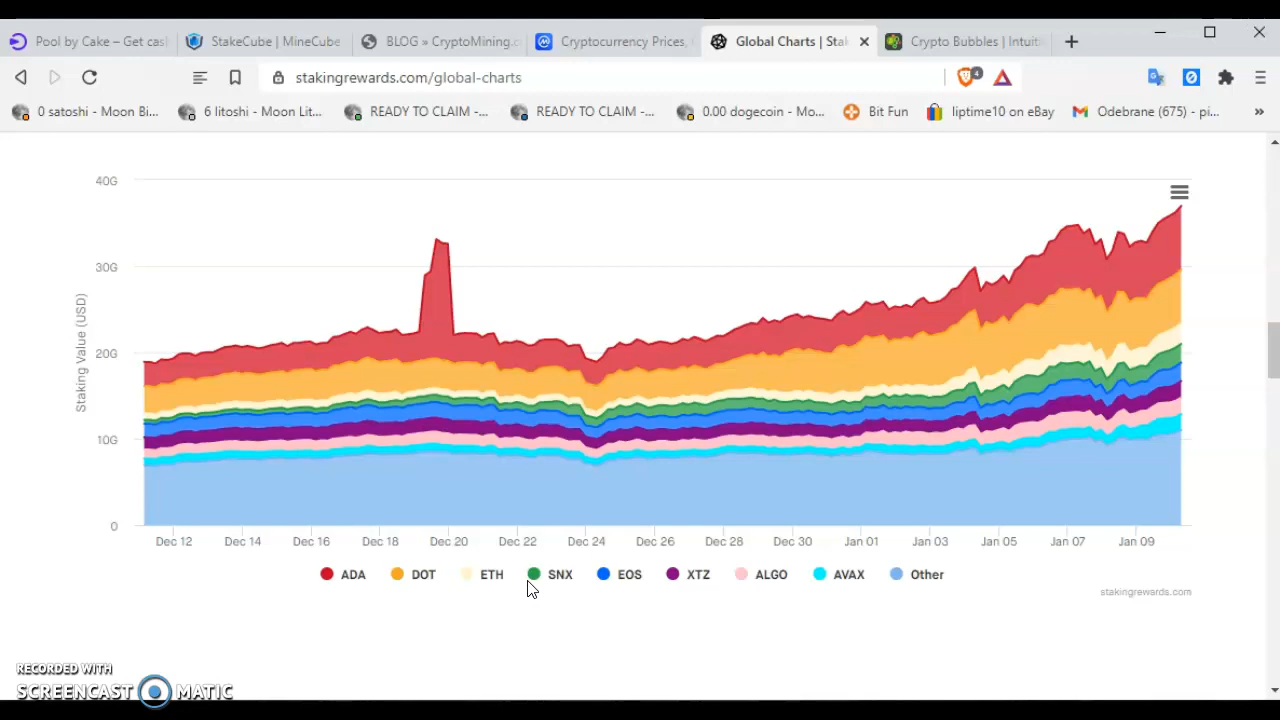 Pool by Cake – Get cas
StakeCube | MineCube
BLOG » CryptoMining.c
Cryptocurrency Prices,
Global Charts | Stak
Crypto Bubbles | Intuiti
stakingrewards.com/global-charts
4
0 satoshi - Moon Bi...
6 litoshi - Moon Lit...
READY TO CLAIM -...
READY TO CLAIM -...
0.00 dogecoin - Mo...
Bit Fun
liptime10 on eBay
Odebrane (675) - pi...
»
40G
30G
20G
10G
0
Staking Value (USD)
Dec 12 Dec 14 Dec 16 Dec 18 Dec 20 Dec 22 Dec 24 Dec 26 Dec 28 Dec 30 Jan 01 Jan 03 Jan 05 Jan 07 Jan 09
ADA DOT ETH SNX EOS XTZ ALGO AVAX Other
stakingrewards.com
RECORDED WITH
SCREENCAST MATIC